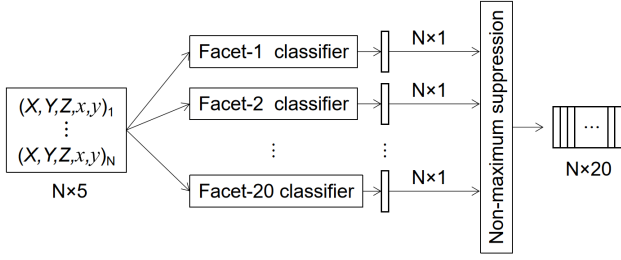 (X,Y,Z,x,y)₁
⋮
(X,Y,Z,x,y)N
N×5
Facet-1 classifier
Facet-2 classifier
⋮
Facet-20 classifier
N×1
N×1
⋮
N×1
Non-maximum suppression
...
N×20